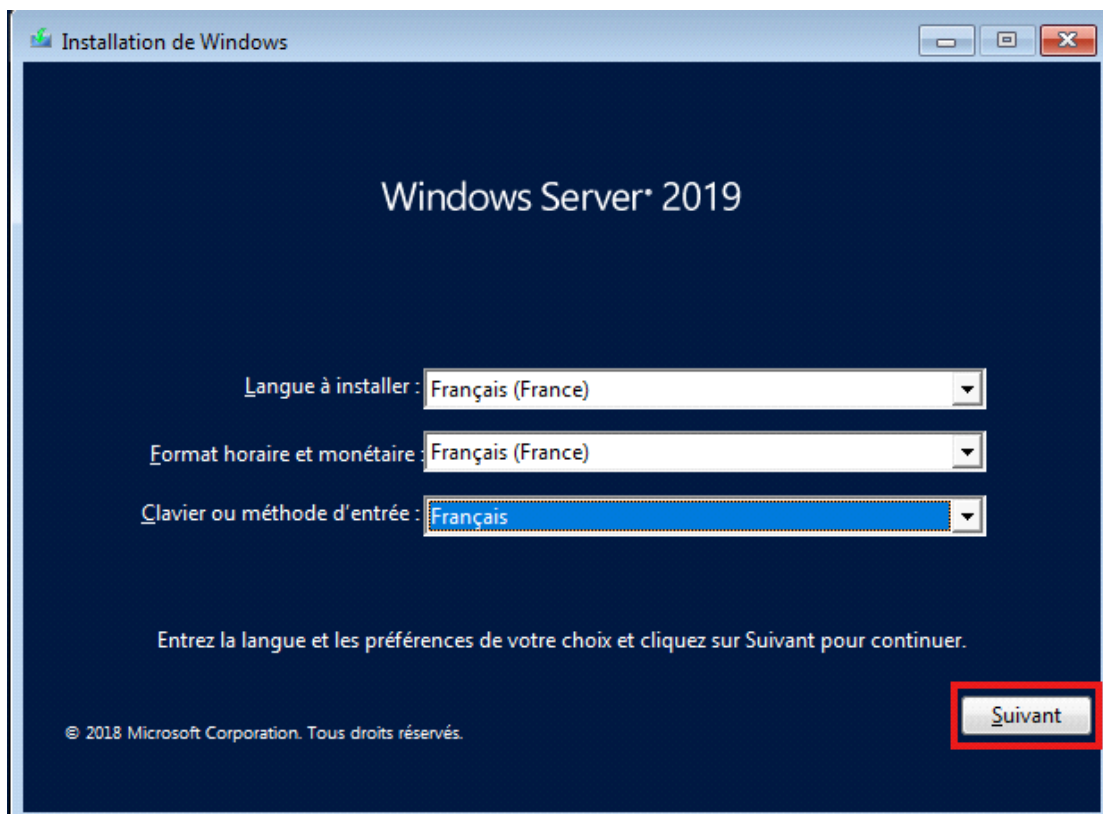 Installation de Windows
Windows Server® 2019
Langue à installer : Français (France)
Format horaire et monétaire : Français (France)
Clavier ou méthode d'entrée : Français
Entrez la langue et les préférences de votre choix et cliquez sur Suivant pour continuer.
Suivant
© 2018 Microsoft Corporation. Tous droits réservés.